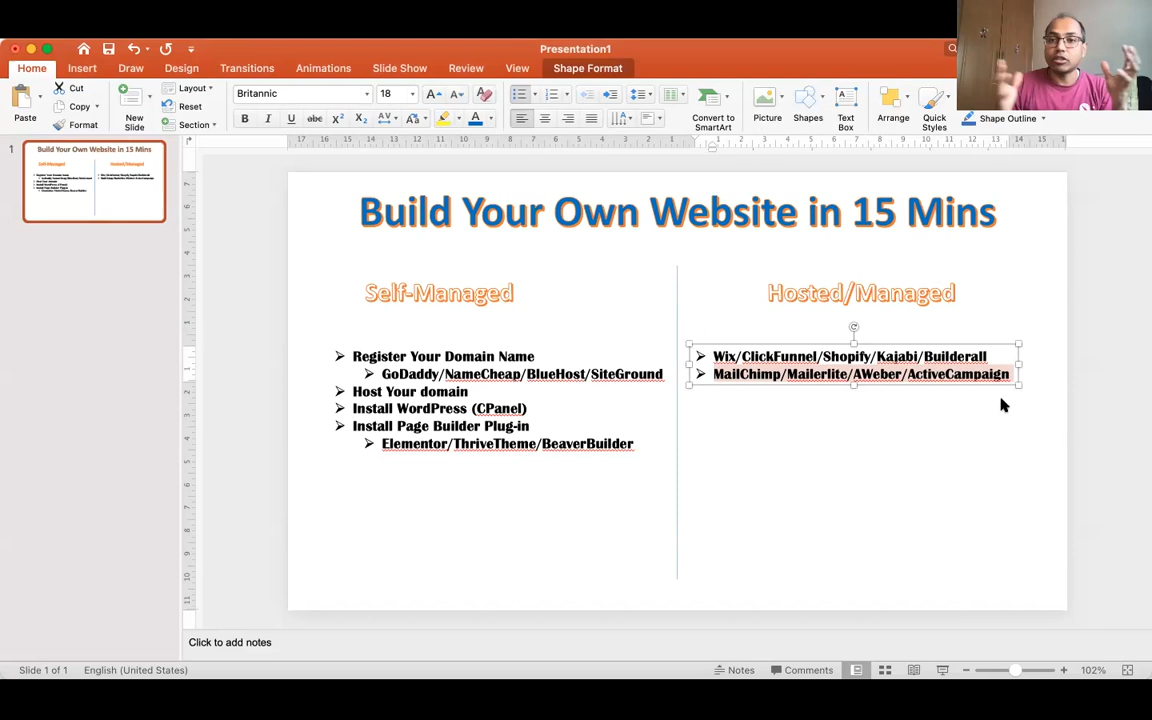 Presentation1
Home Insert Draw Design Transitions Animations Slide Show Review View Shape Format
Paste
Cut
Copy
Format
New
Slide
Layout
Reset
Section
Britannic
18
Convert to
SmartArt
Picture
Shapes
Text
Box
Arrange
Quick
Styles
Shape Outline
1
Build Your Own Website in 15 Mins
Self-Managed
Hosted/Managed
Build Your Own Website in 15 Mins
Self-Managed
Register Your Domain Name
GoDaddy/NameCheap/BlueHost/SiteGround
Host Your domain
Install WordPress (CPanel)
Install Page Builder Plug-in
Elementor/ThriveTheme/BeaverBuilder
Hosted/Managed
Wix/ClickFunnel/Shopify/Kajabi/Builderall
MailChimp/Mailerlite/AWeber/ActiveCampaign
Click to add notes
Slide 1 of 1 English (United States) Notes Comments 102%